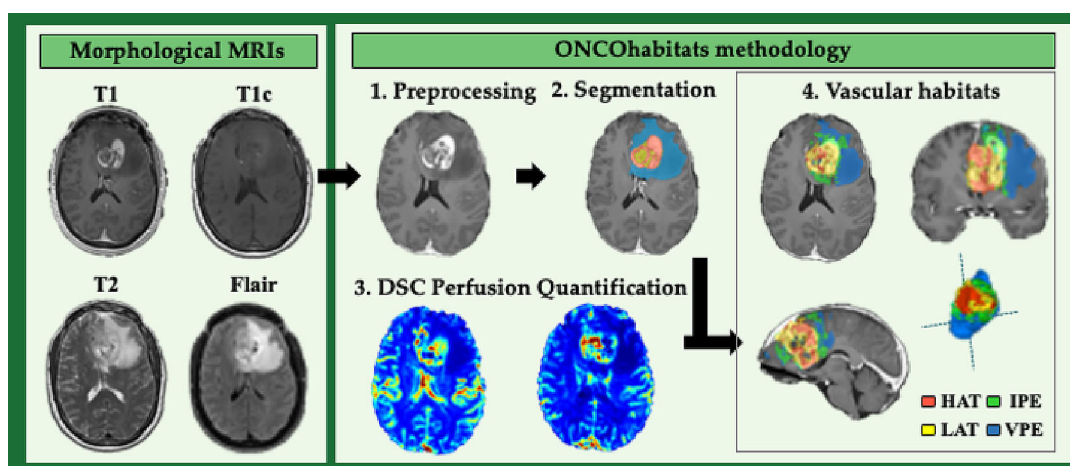 Morphological MRIs
T1
T1c
T2
Flair
ONCOhabitats methodology
1. Preprocessing
2. Segmentation
3. DSC Perfusion Quantification
4. Vascular habitats
HAT
IPE
LAT
VPE